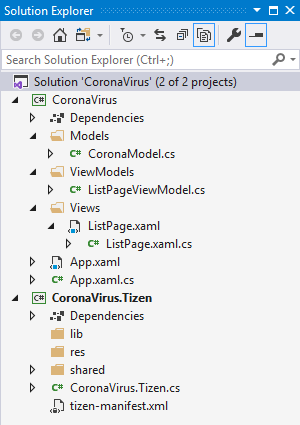 Solution Explorer
Search Solution Explorer (Ctrl+;)
Solution 'CoronaVirus' (2 of 2 projects)
C# CoronaVirus
Dependencies
Models
C# CoronaModel.cs
ViewModels
C# ListPageViewModel.cs
Views
ListPage.xaml
C# ListPage.xaml.cs
App.xaml
C# App.xaml.cs
C# CoronaVirus.Tizen
Dependencies
lib
res
shared
C# CoronaVirus.Tizen.cs
tizen-manifest.xml